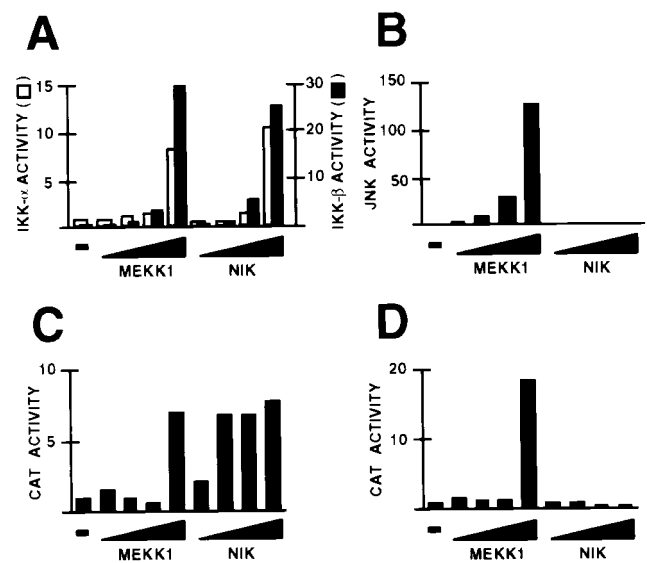 A
B
IKK-α ACTIVITY (□)
15
10
5
30
20
10
IKK-β ACTIVITY (■)
-
MEKK1
NIK
JNK ACTIVITY
150
100
50
-
MEKK1
NIK
C
D
CAT ACTIVITY
10
5
-
MEKK1
NIK
CAT ACTIVITY
20
10
-
MEKK1
NIK